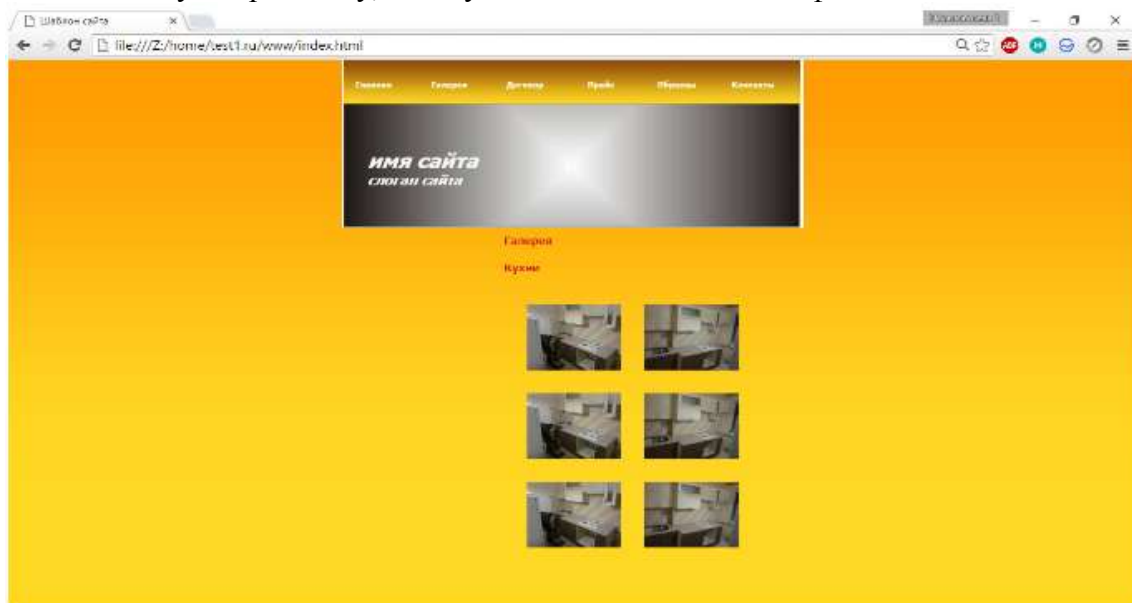 Шаблон сайта
file:///Z:/home/test1.ru/www/index.html
Главная Галерея Договор Прайс Образцы Контакты
имя сайта
слоган сайта
Галерея
Кухни